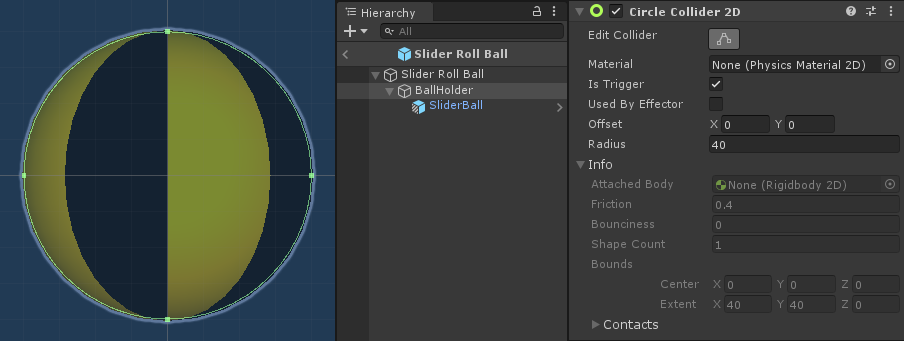 Hierarchy
All
Slider Roll Ball
Slider Roll Ball
BallHolder
SliderBall
Circle Collider 2D
Edit Collider
Material None (Physics Material 2D)
Is Trigger
Used By Effector
Offset X 0 Y 0
Radius 40
Info
Attached Body None (Rigidbody 2D)
Friction 0.4
Bounciness 0
Shape Count 1
Bounds
Center X 0 Y 0 Z 0
Extent X 40 Y 40 Z 0
Contacts